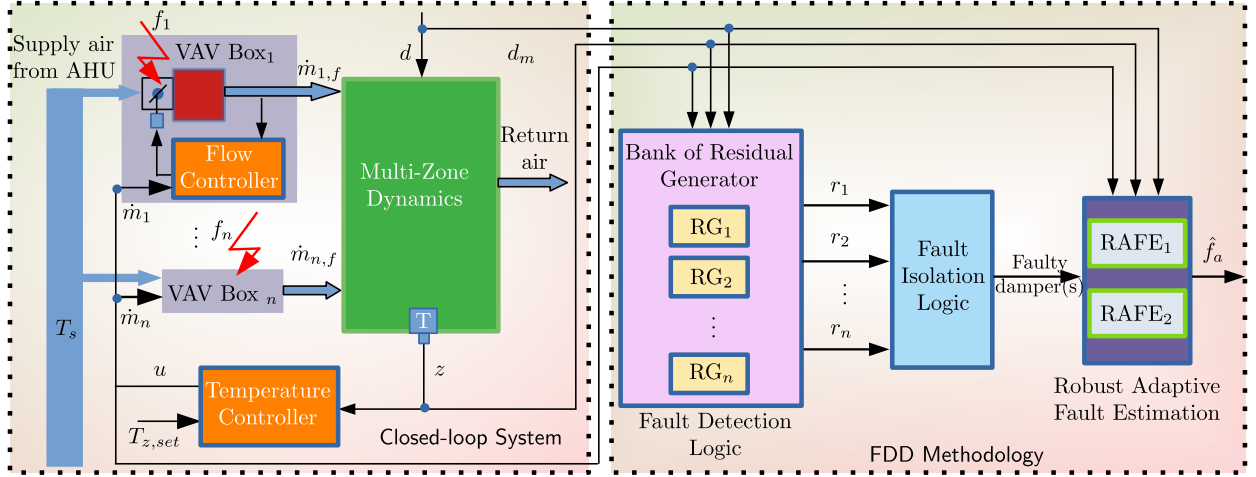 f₁
Supply air
from AHU
VAV Box₁
ṁ₁,f
d
dₘ
Flow
Controller
Multi-Zone
Dynamics
Return
air
ṁ₁
⋮
fₙ
ṁₙ,f
VAV Box ₙ
ṁₙ
Tₛ
T
z
u
Temperature
Controller
T_z,set
Closed-loop System
Bank of Residual
Generator
RG₁
RG₂
⋮
RGₙ
Fault Detection
Logic
r₁
r₂
⋮
rₙ
Fault
Isolation
Logic
Faulty
damper(s)
RAFE₁
RAFE₂
f̂ₐ
Robust Adaptive
Fault Estimation
FDD Methodology